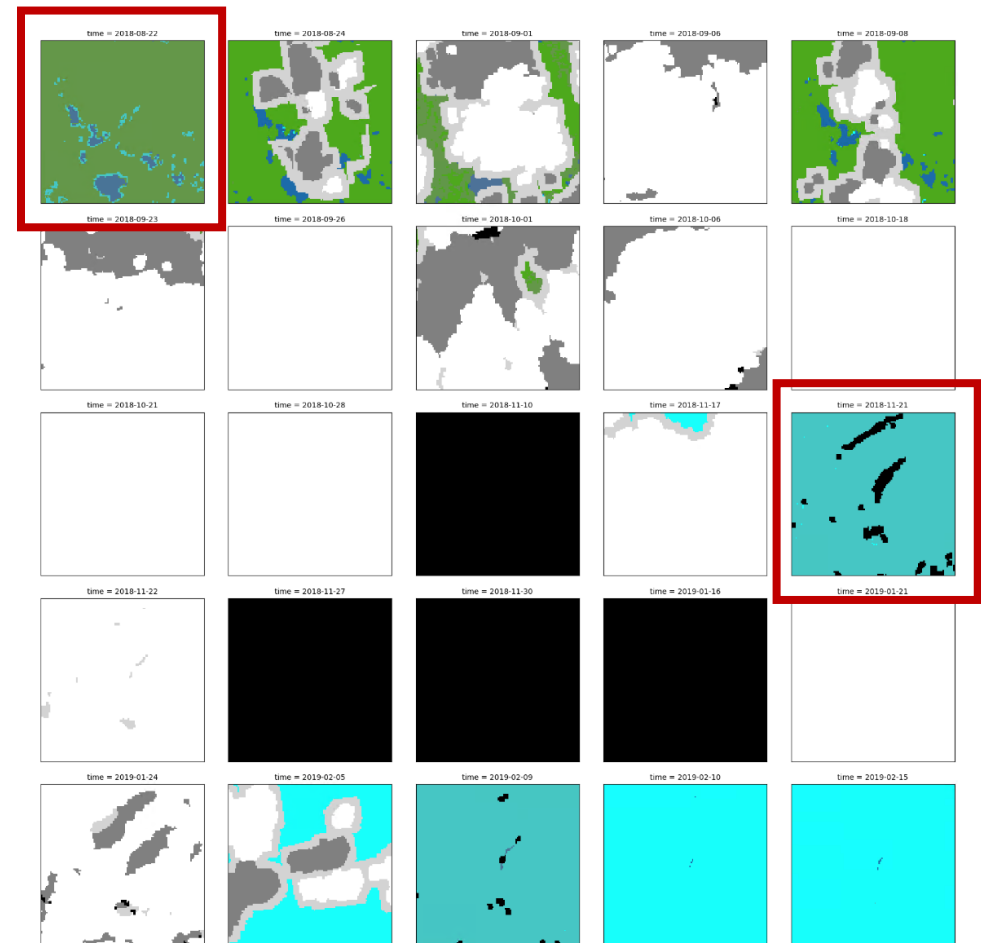 time = 2018-08-22
time = 2018-08-24
time = 2018-09-01
time = 2018-09-06
time = 2018-09-08
time = 2018-09-23
time = 2018-09-26
time = 2018-10-01
time = 2018-10-06
time = 2018-10-18
time = 2018-10-21
time = 2018-10-28
time = 2018-11-10
time = 2018-11-17
time = 2018-11-21
time = 2018-11-22
time = 2018-11-27
time = 2018-11-30
time = 2019-01-16
time = 2019-01-21
time = 2019-01-24
time = 2019-02-05
time = 2019-02-09
time = 2019-02-10
time = 2019-02-15